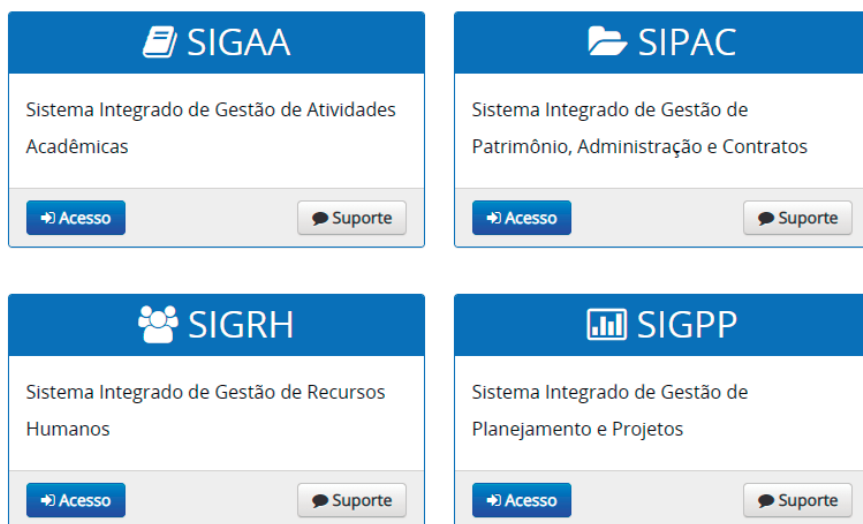 SIGAA
Sistema Integrado de Gestão de Atividades
Acadêmicas
Acesso
Suporte
SIPAC
Sistema Integrado de Gestão de
Patrimônio, Administração e Contratos
Acesso
Suporte
SIGRH
Sistema Integrado de Gestão de Recursos
Humanos
Acesso
Suporte
SIGPP
Sistema Integrado de Gestão de
Planejamento e Projetos
Acesso
Suporte